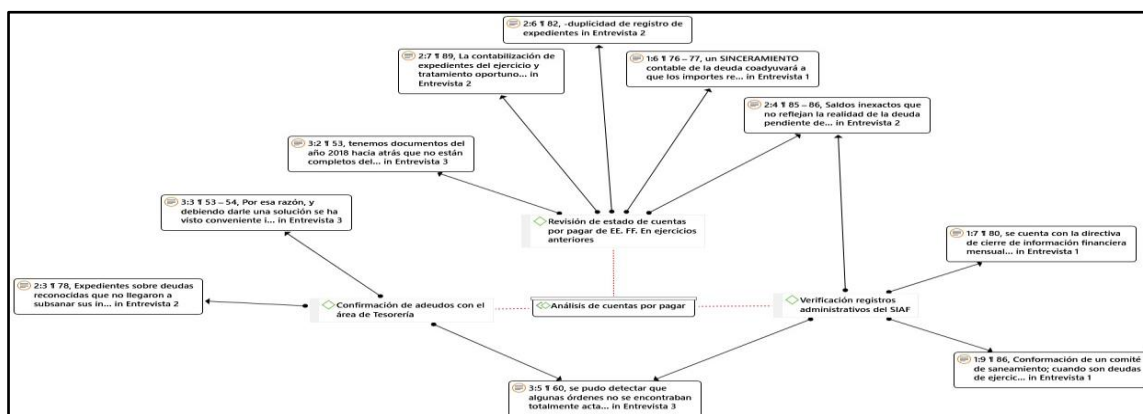 2:6 ¶ 82, -duplicidad de registro de
expedientes in Entrevista 2
2:7 ¶ 89, La contabilización de
expedientes del ejercicio y
tratamiento oportuno... in
Entrevista 2
1:6 ¶ 76 – 77, un SINCERAMIENTO
contable de la deuda coadyuvará a
que los importes re... in Entrevista 1
2:4 ¶ 85 – 86, Saldos inexactos que
no reflejan la realidad de la deuda
pendiente de... in Entrevista 2
3:2 ¶ 53, tenemos documentos del
año 2018 hacia atrás que no están
completos del... in Entrevista 3
3:3 ¶ 53 – 54, Por esa razón, y
debiendo darle una solución se ha
visto conveniente i... in Entrevista 3
Revisión de estado de cuentas
por pagar de EE. FF. En ejercicios
anteriores
1:7 ¶ 80, se cuenta con la directiva
de cierre de información financiera
mensual... in Entrevista 1
2:3 ¶ 78, Expedientes sobre deudas
reconocidas que no llegaron a
subsanar sus in... in Entrevista 2
Confirmación de adeudos con el
área de Tesorería
Análisis de cuentas por pagar
Verificación registros
administrativos del SIAF
1:9 ¶ 86, Conformación de un comité
de saneamiento; cuando son deudas
de ejercic... in Entrevista 1
3:5 ¶ 60, se pudo detectar que
algunas órdenes no se encontraban
totalmente acta... in Entrevista 3